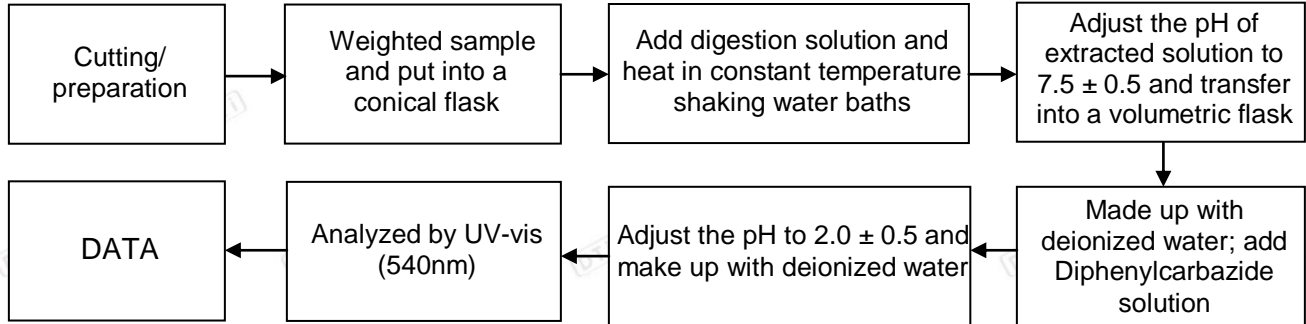 Cutting/
preparation
Weighted sample
and put into a
conical flask
Add digestion solution and
heat in constant temperature
shaking water baths
Adjust the pH of
extracted solution to
7.5 ± 0.5 and transfer
into a volumetric flask
Made up with
deionized water; add
Diphenylcarbazide
solution
Adjust the pH to 2.0 ± 0.5 and
make up with deionized water
Analyzed by UV-vis
(540nm)
DATA